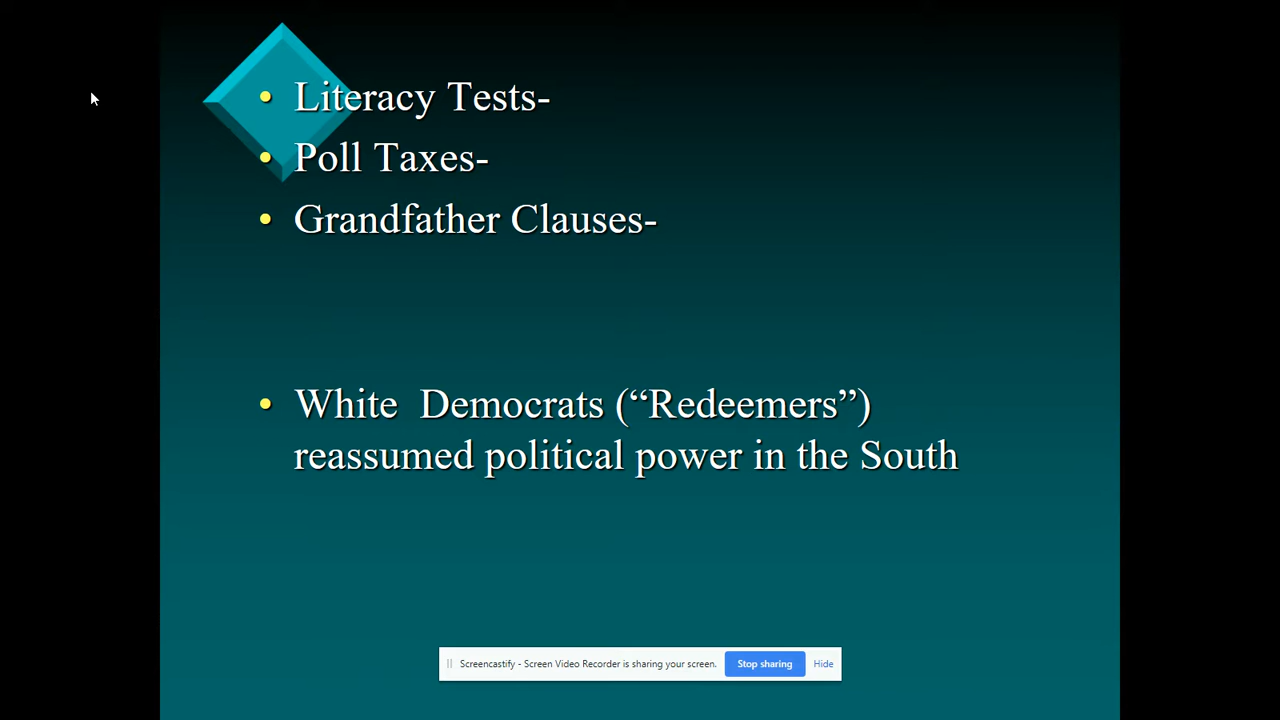 • Literacy Tests-
• Poll Taxes-
• Grandfather Clauses-
• White  Democrats (“Redeemers”)
reassumed political power in the South
Screencastify - Screen Video Recorder is sharing your screen. Stop sharing Hide